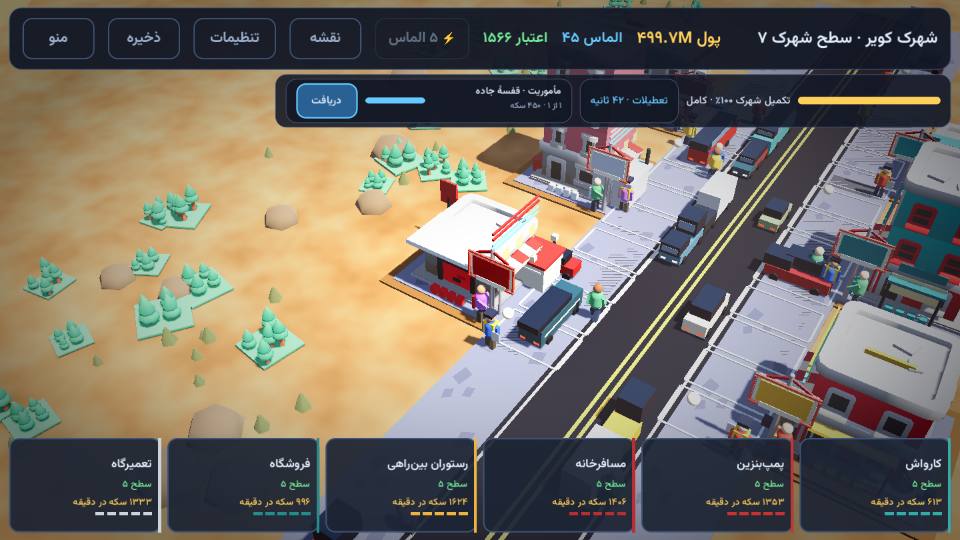 شهرک کویر · سطح شهرک ۷
پول ۴۹۹.۷M
الماس ۴۵
اعتبار ۱۵۶۶
⚡ ۵ الماس
نقشه
تنظیمات
ذخیره
منو
تکمیل شهرک ۱۰۰٪ · کامل
تعطیلات · ۴۲ ثانیه
مأموریت · قفسهٔ جاده
۱ از ۱ · ۴۵۰ سکه
دریافت
کارواش
سطح ۵
۶۱۳ سکه در دقیقه
پمپ‌بنزین
سطح ۵
۱۳۵۳ سکه در دقیقه
مسافرخانه
سطح ۵
۱۴۰۶ سکه در دقیقه
رستوران بین‌راهی
سطح ۵
۱۶۲۴ سکه در دقیقه
فروشگاه
سطح ۵
۹۹۶ سکه در دقیقه
تعمیرگاه
سطح ۵
۱۳۳۳ سکه در دقیقه